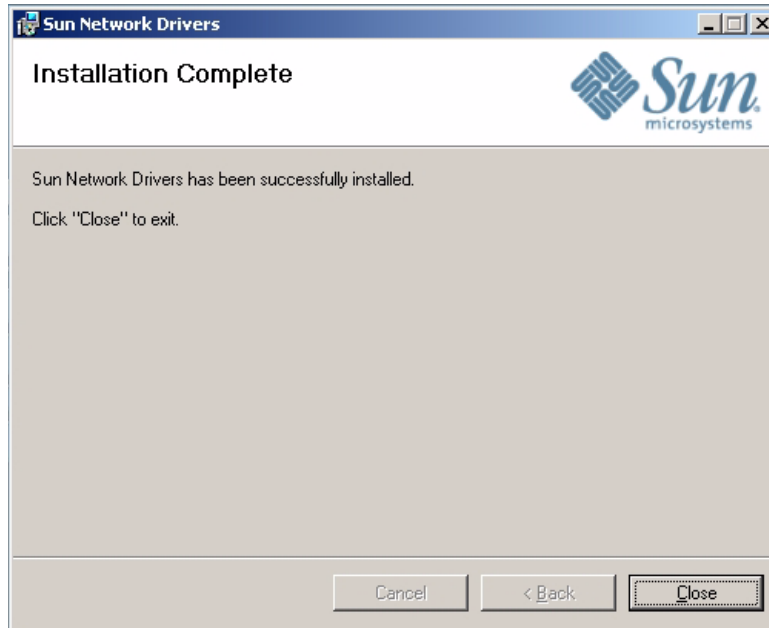 Sun Network Drivers
Installation Complete
Sun
microsystems
Sun Network Drivers has been successfully installed.
Click "Close" to exit.
Cancel
< Back
Close